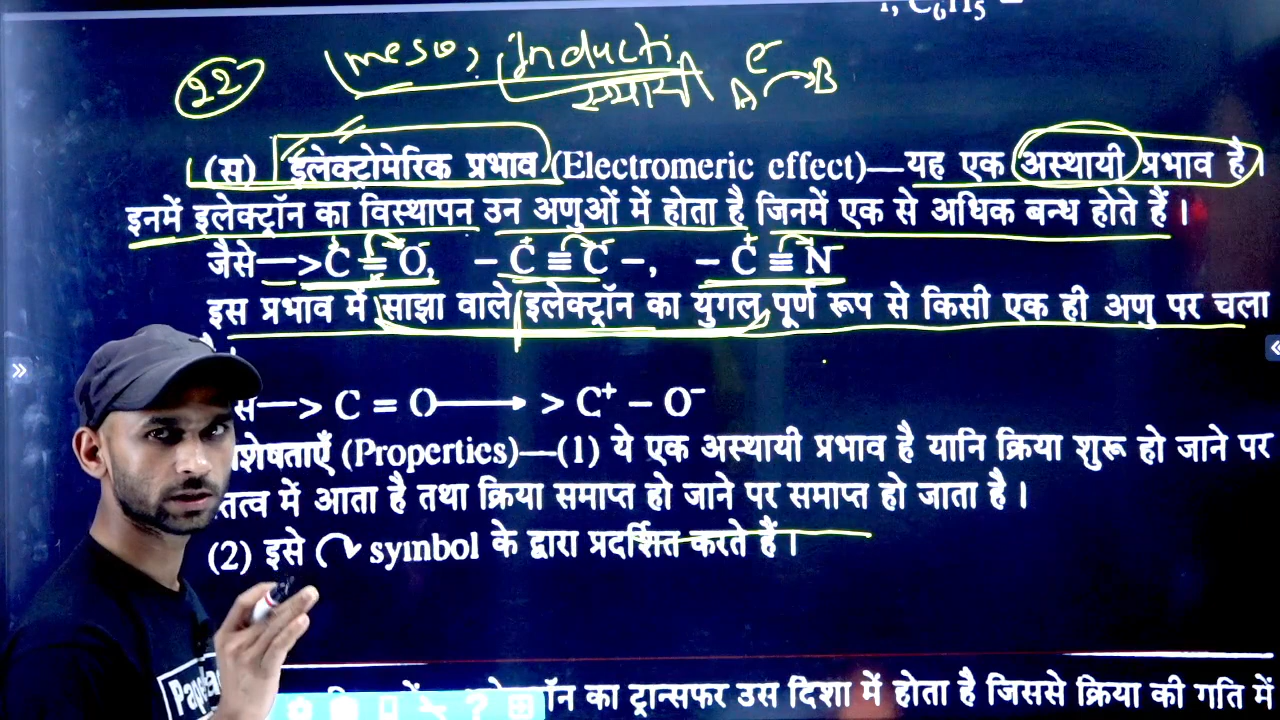 C₆H₅ =
22 meso, inducti
स्थायी A e B
(स) इलेक्ट्रोमेरिक प्रभाव (Electromeric effect)—यह एक अस्थायी प्रभाव है।
इनमें इलेक्ट्रॉन का विस्थापन उन अणुओं में होता है जिनमें एक से अधिक बन्ध होते हैं।
जैसे—>C⁺ = O⁻, – C⁺ ≡ C⁻ –, – C⁺ ≡ N⁻
इस प्रभाव में साझा वाले इलेक्ट्रॉन का युगल पूर्ण रूप से किसी एक ही अणु पर चला
> C = O ⟶ > C⁺ – O⁻
(Properties)—(1) ये एक अस्थायी प्रभाव है यानि क्रिया शुरू हो जाने पर
में आता है तथा क्रिया समाप्त हो जाने पर समाप्त हो जाता है।
(2) इसे ↷ symbol के द्वारा प्रदर्शित करते हैं।
का ट्रान्सफर उस दिशा में होता है जिससे क्रिया की गति में